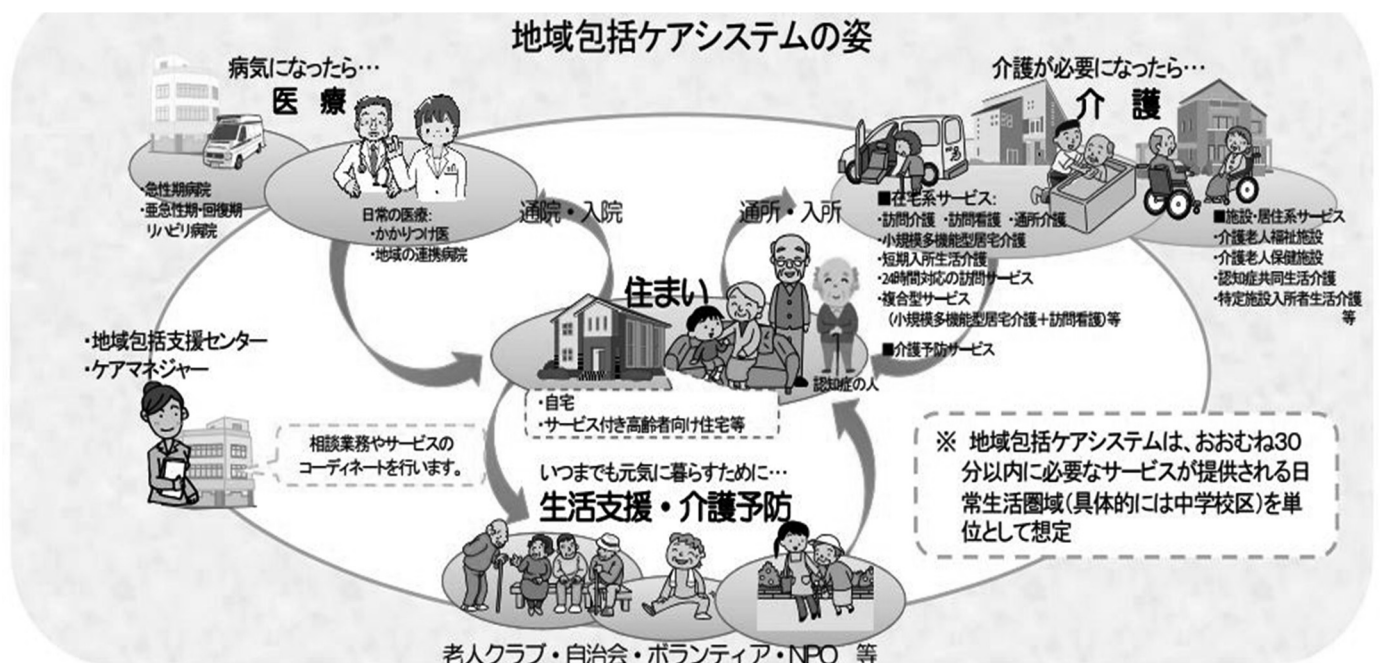 地域包括ケアシステムの姿
病気になったら…
医 療
・急性期病院
・亜急性期・回復期
リハビリ病院
日常の医療:
・かかりつけ医
・地域の連携病院
通院・入院
通所・入所
介護が必要になったら…
介 護
■在宅系サービス:
・訪問介護 ・訪問看護 ・通所介護
・小規模多機能型居宅介護
・短期入所生活介護
・24時間対応の訪問サービス
・複合型サービス
(小規模多機能型居宅介護+訪問看護)等
■介護予防サービス
■施設・居住系サービス
・介護老人福祉施設
・介護老人保健施設
・認知症共同生活介護
・特定施設入所者生活介護
等
住まい
認知症の人
・自宅
・サービス付き高齢者向け住宅等
・地域包括支援センター
・ケアマネジャー
相談業務やサービスの
コーディネートを行います。
いつまでも元気に暮らすために…
生活支援・介護予防
老人クラブ・自治会・ボランティア・NPO 等
※ 地域包括ケアシステムは、おおむね30
分以内に必要なサービスが提供される日
常生活圏域(具体的には中学校区)を単
位として想定